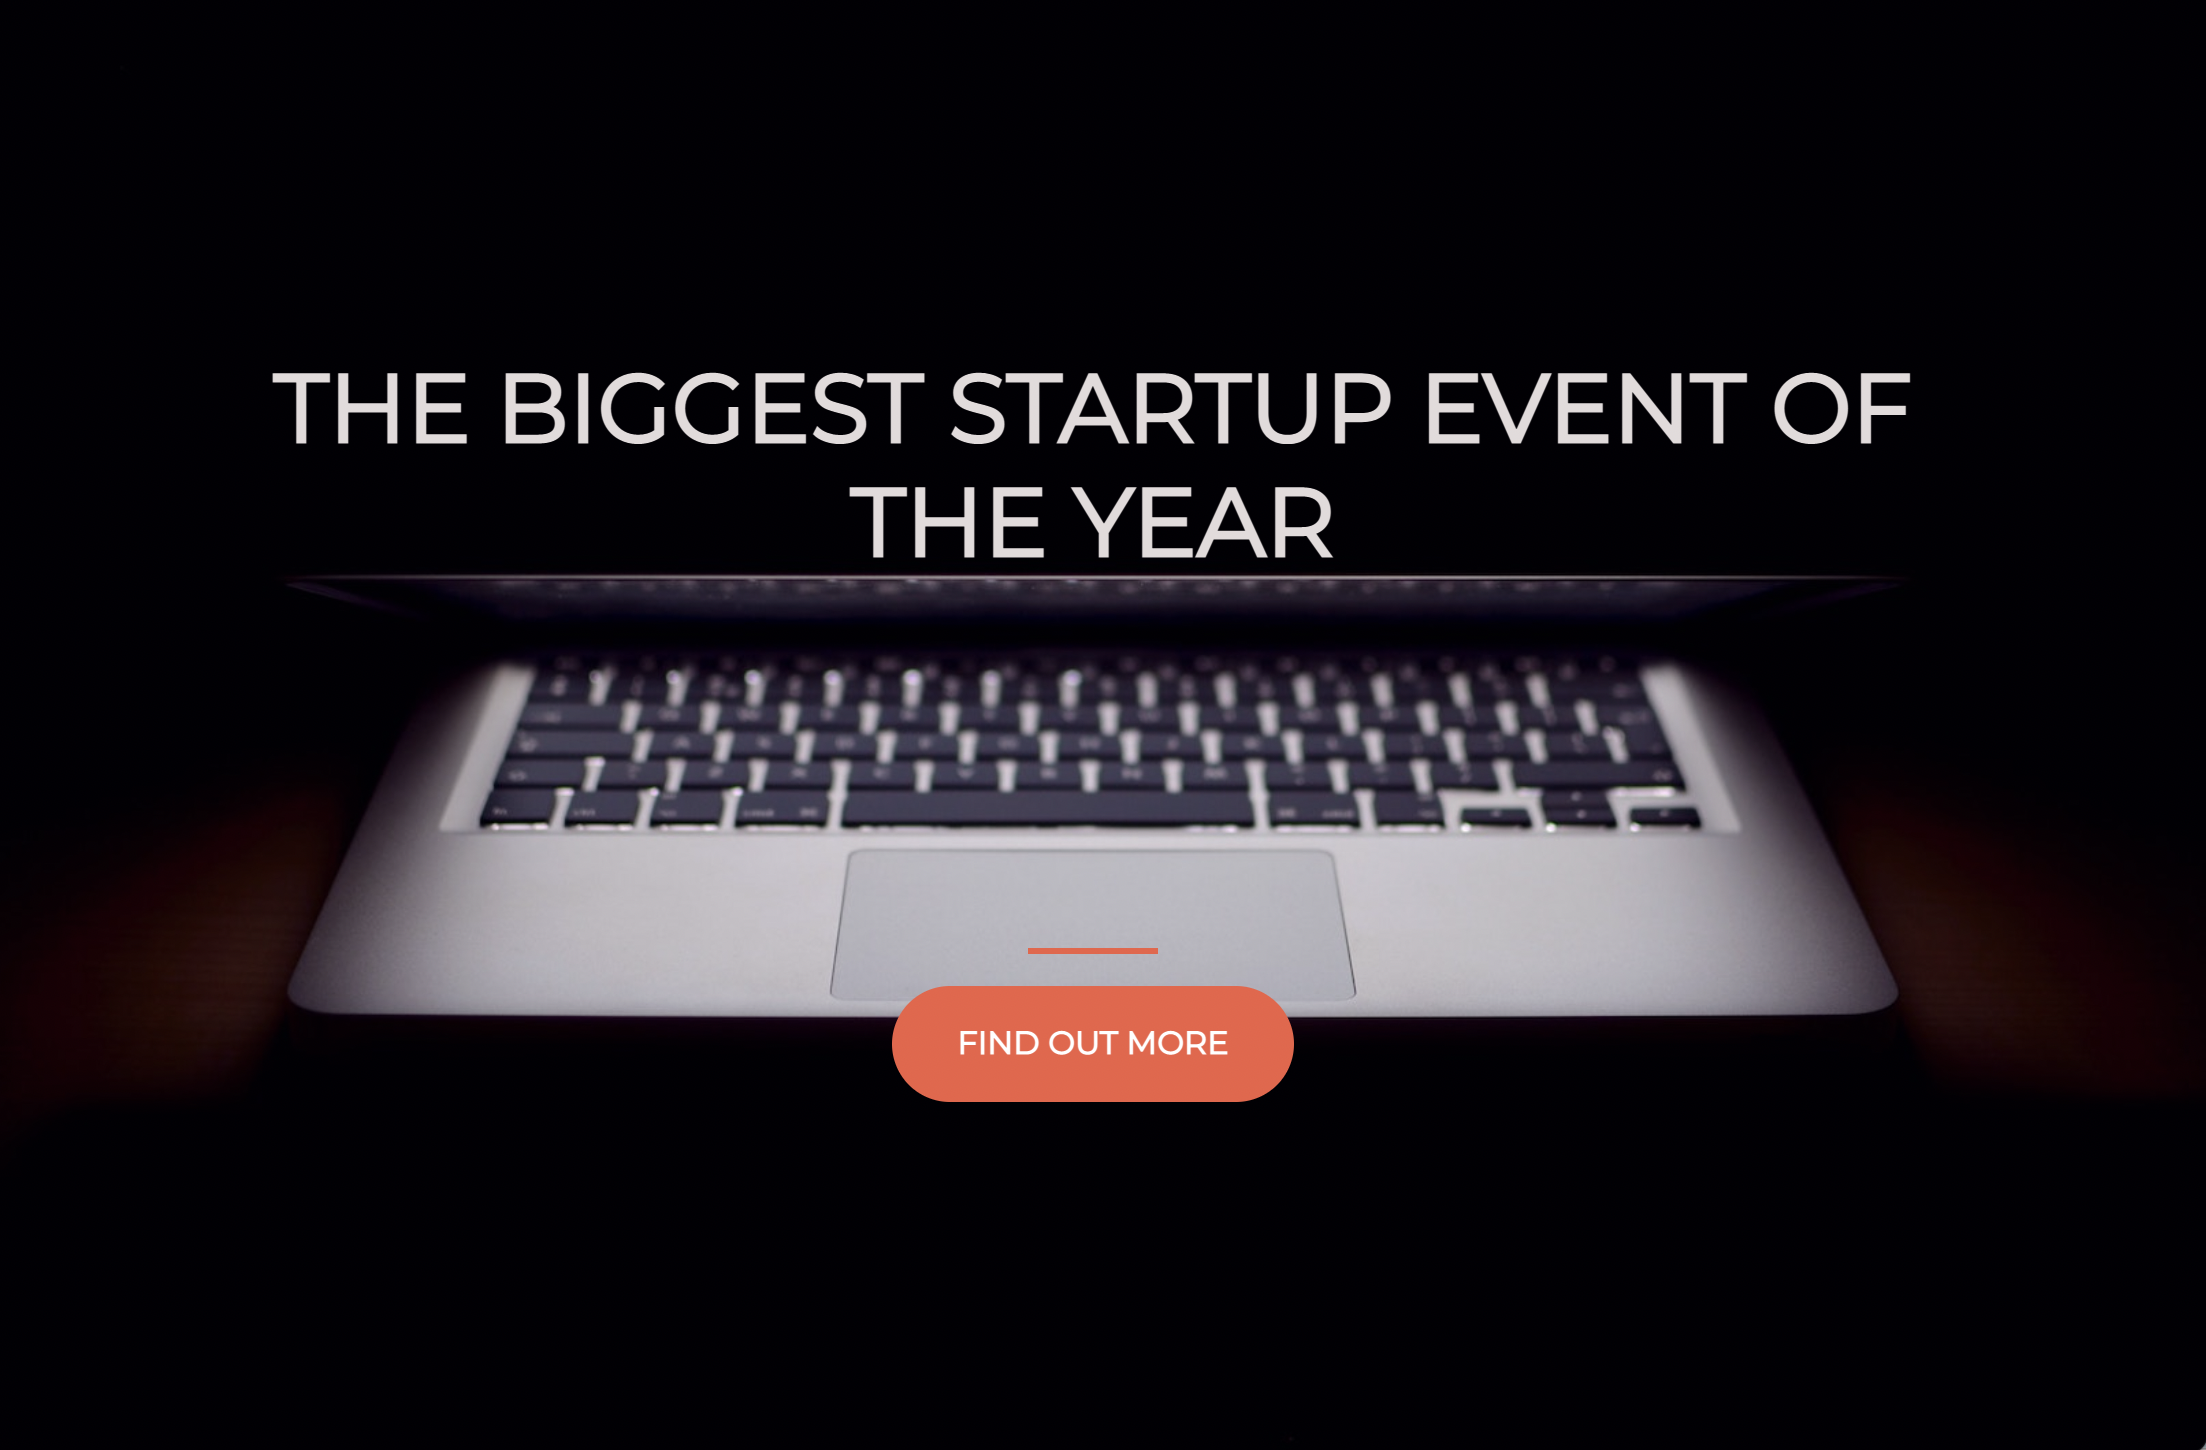 THE BIGGEST STARTUP EVENT OF
THE YEAR
FIND OUT MORE